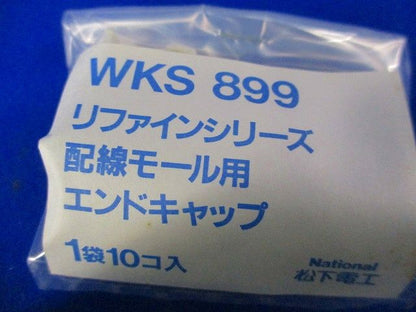 WKS 899
リファインシリーズ
配線モール用
エンドキャップ
1袋10コ入
National
松下電工